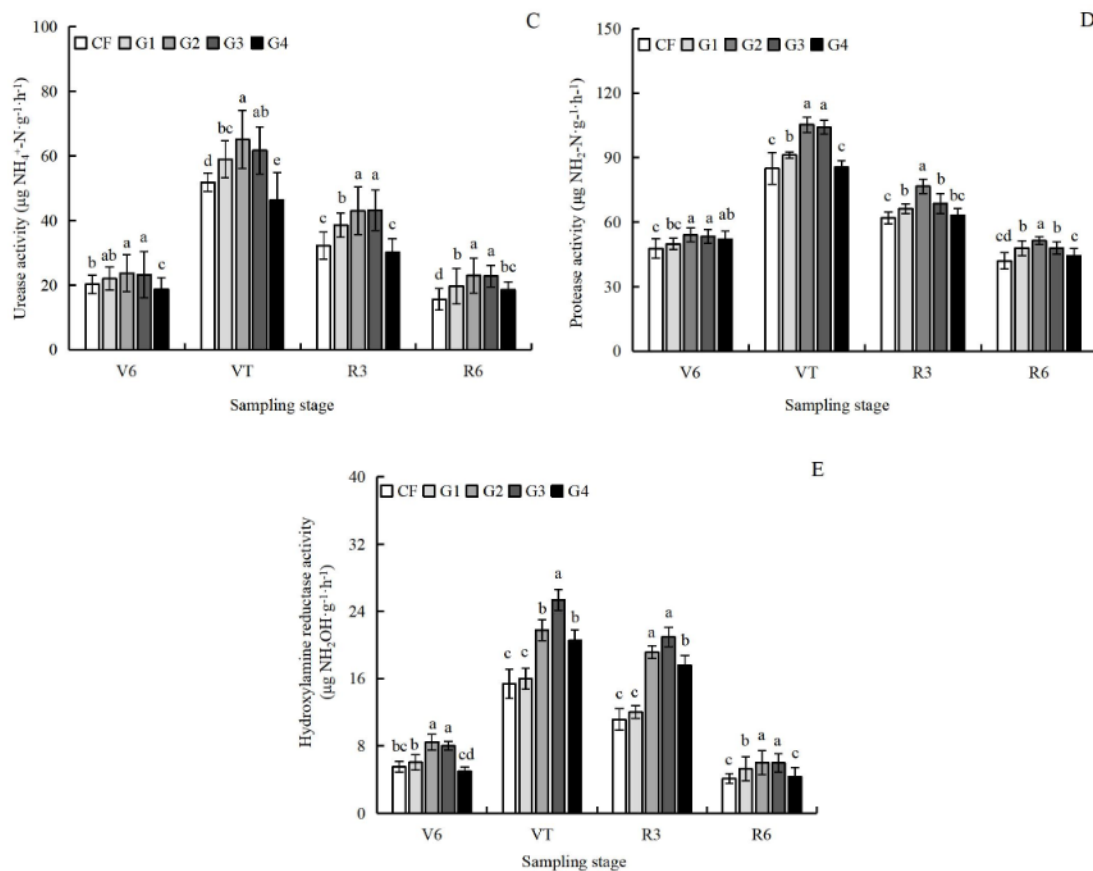 C
100
CF G1 G2 G3 G4
80
60
40
20
0
Urease activity (µg NH₄⁺-N·g⁻¹·h⁻¹)
b ab a a c
d bc a ab e
c b a a c
d b a a bc
V6 VT R3 R6
Sampling stage
D
150
CF G1 G2 G3 G4
120
90
60
30
0
Protease activity (µg NH₂-N·g-¹·h-¹)
c bc a a ab
c b a a c
c b a b bc
cd b a b c
V6 VT R3 R6
Sampling stage
E
40
CF G1 G2 G3 G4
32
24
16
8
0
Hydroxylamine reductase activity
(µg NH₂OH·g⁻¹·h⁻¹)
bc b a a cd
c c b a b
c c a a b
c b a a c
V6 VT R3 R6
Sampling stage